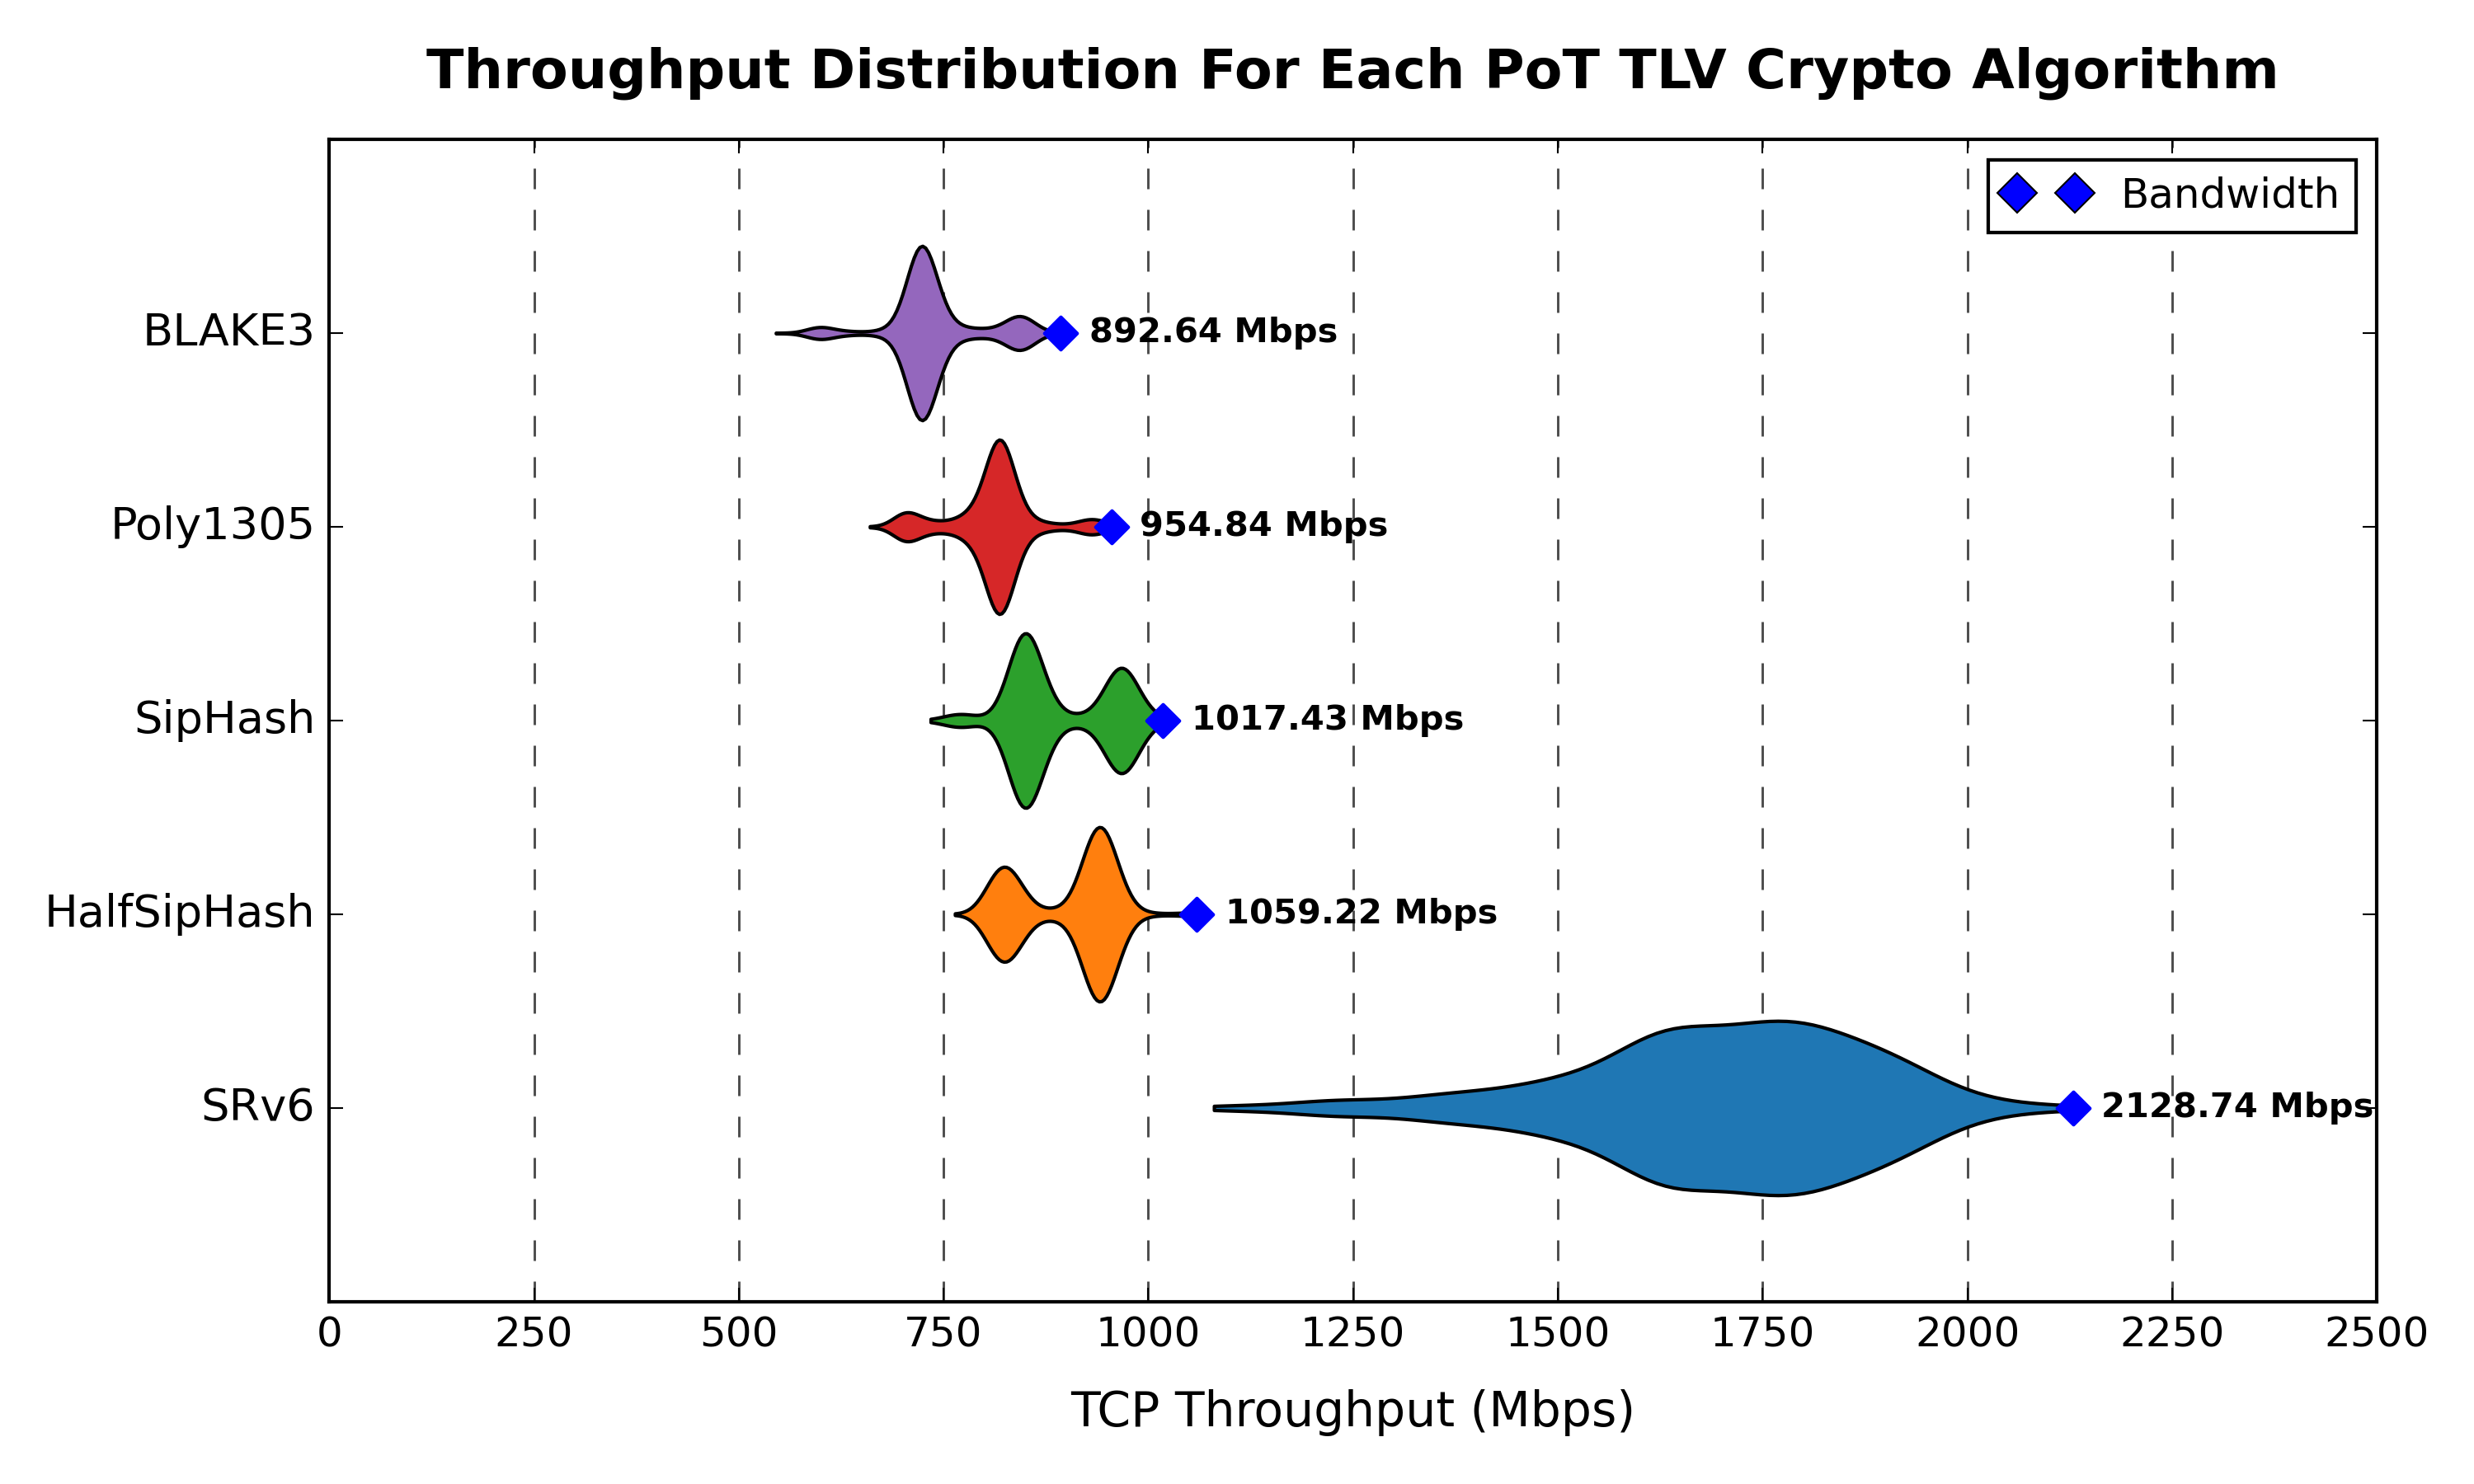 Throughput Distribution For Each PoT TLV Crypto Algorithm
Bandwidth
BLAKE3
892.64 Mbps
Poly1305
954.84 Mbps
SipHash
1017.43 Mbps
HalfSipHash
1059.22 Mbps
SRv6
2128.74 Mbps
0 250 500 750 1000 1250 1500 1750 2000 2250 2500
TCP Throughput (Mbps)